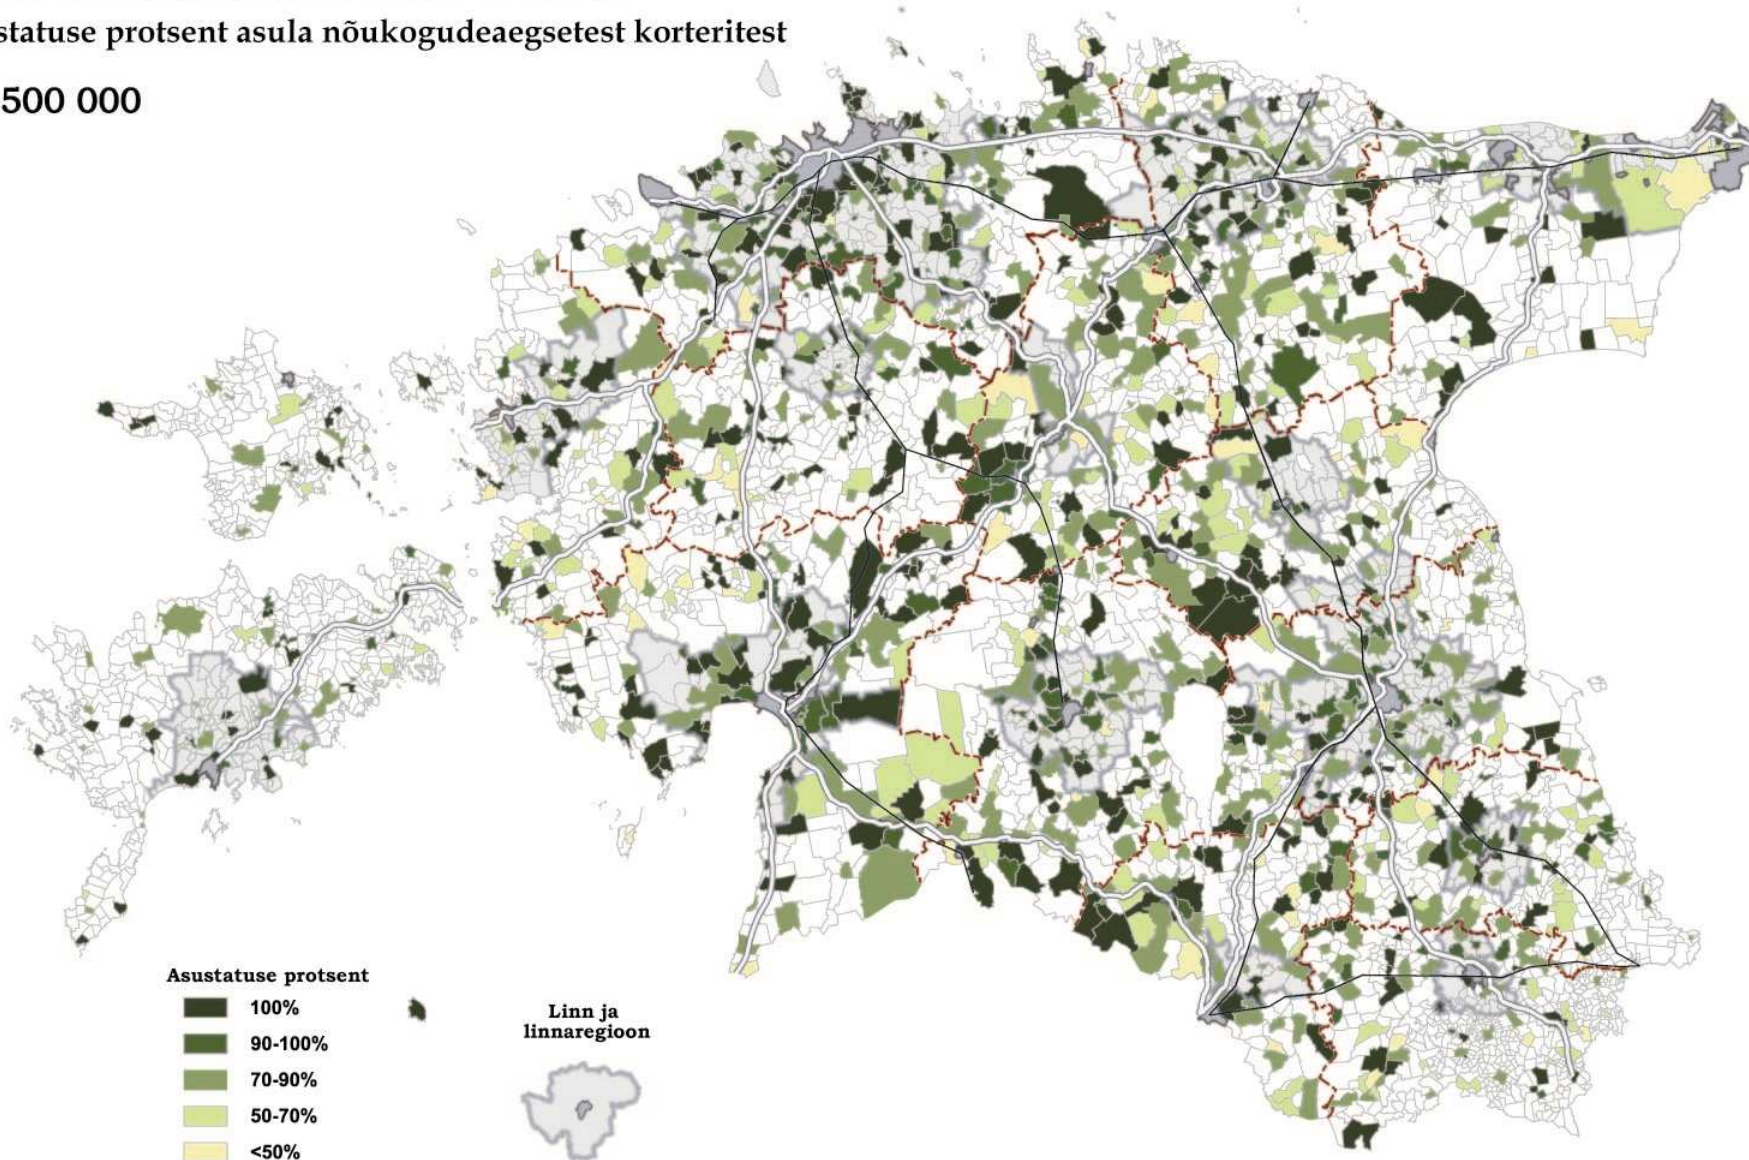 statuse protsent asula nõukogudeaegsetest korteritest
500 000
Asustatuse protsent
100%
90-100%
70-90%
50-70%
<50%
Linn ja
linnaregioon